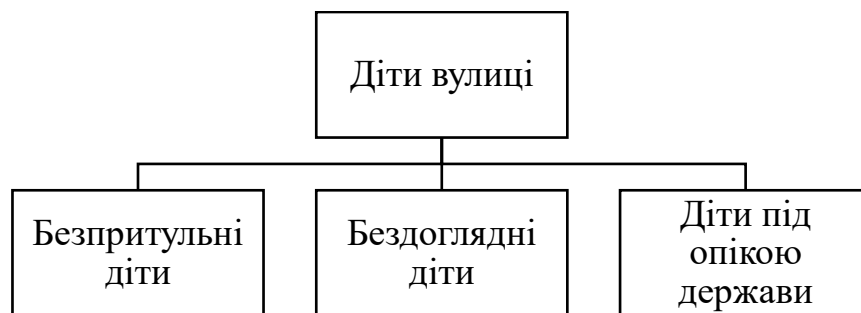 Діти вулиці
Безпритульні
діти
Бездоглядні
діти
Діти під
опікою
держави